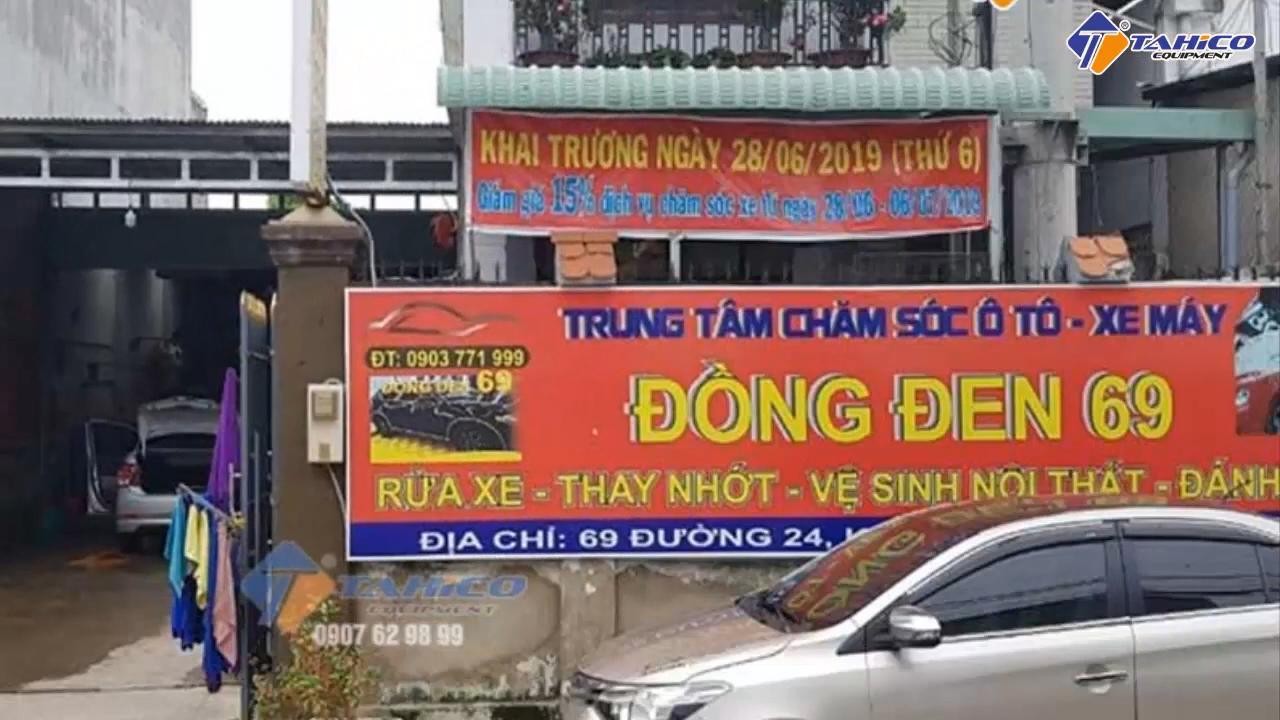 TAHiCO
EQUIPMENT
KHAI TRƯƠNG NGÀY 28/06/2019 (THỨ 6)
Giảm giá 15% dịch vụ chăm sóc xe từ ngày 28/06 - 06/07/2019
TRUNG TÂM CHĂM SÓC Ô TÔ - XE MÁY
ĐT: 0903 771 999
ĐỒNG ĐEN 69
ĐỒNG ĐEN 69
RỬA XE - THAY NHỚT - VỆ SINH NỘI THẤT - ĐÁNH
ĐỊA CHỈ: 69 ĐƯỜNG 24,
TAHiCO
EQUIPMENT
0907 62 98 99